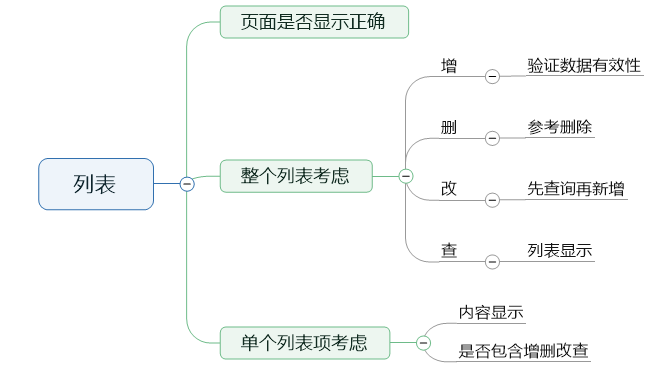 列表
页面是否显示正确
整个列表考虑
增
验证数据有效性
删
参考删除
改
先查询再新增
查
列表显示
单个列表项考虑
内容显示
是否包含增删改查